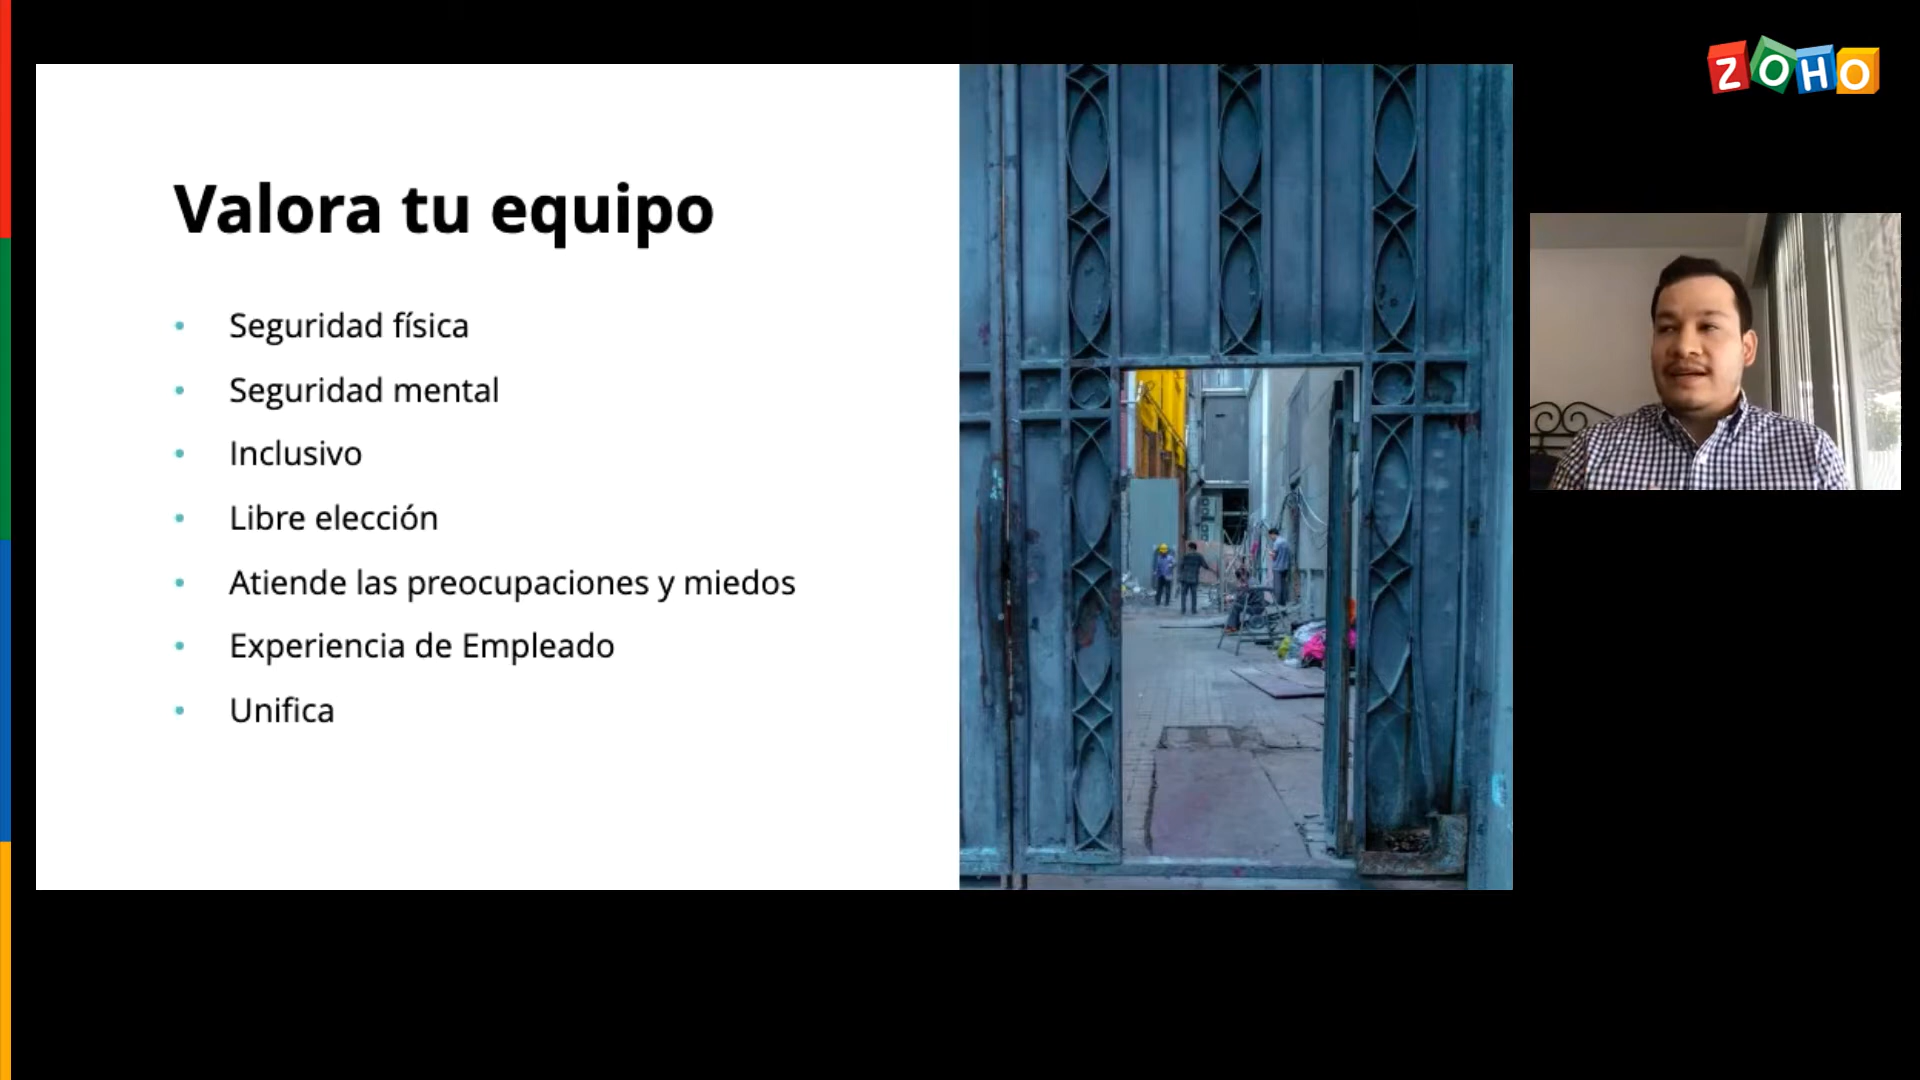 ZOHO
Valora tu equipo
• Seguridad física
• Seguridad mental
• Inclusivo
• Libre elección
• Atiende las preocupaciones y miedos
• Experiencia de Empleado
• Unifica